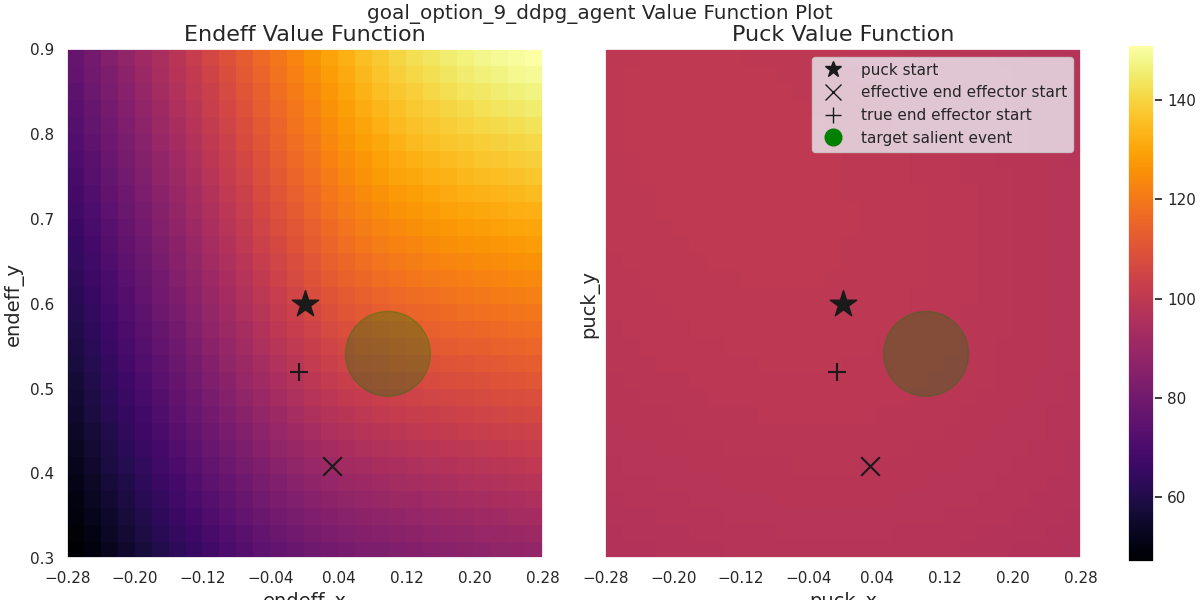 goal_option_9_ddpg_agent Value Function Plot
Endeff Value Function
endeff_y
0.9
0.8
0.7
0.6
0.5
0.4
0.3
−0.28 −0.20 −0.12 −0.04 0.04 0.12 0.20 0.28
endeff_x
Puck Value Function
puck start
effective end effector start
true end effector start
target salient event
puck_y
−0.28 −0.20 −0.12 −0.04 0.04 0.12 0.20 0.28
puck_x
140
120
100
80
60